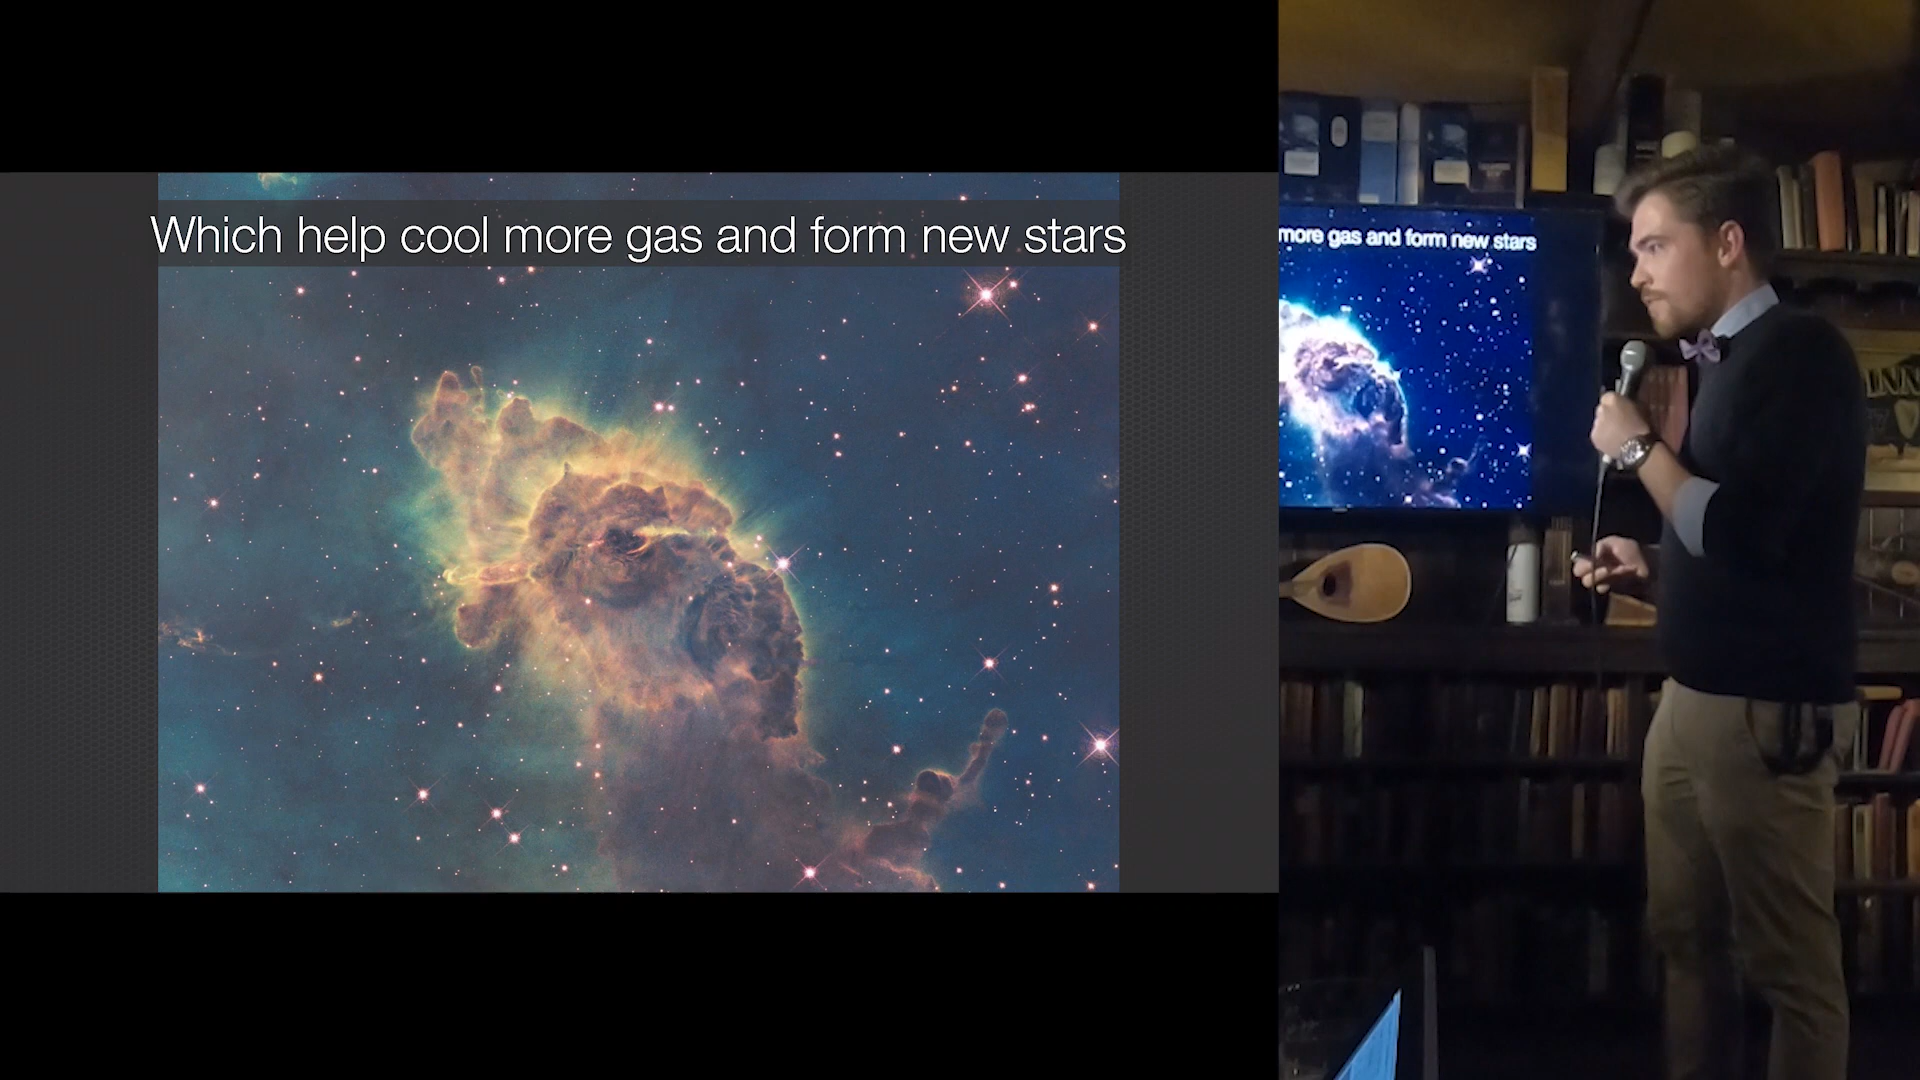 Which help cool more gas and form new stars
more gas and form new stars